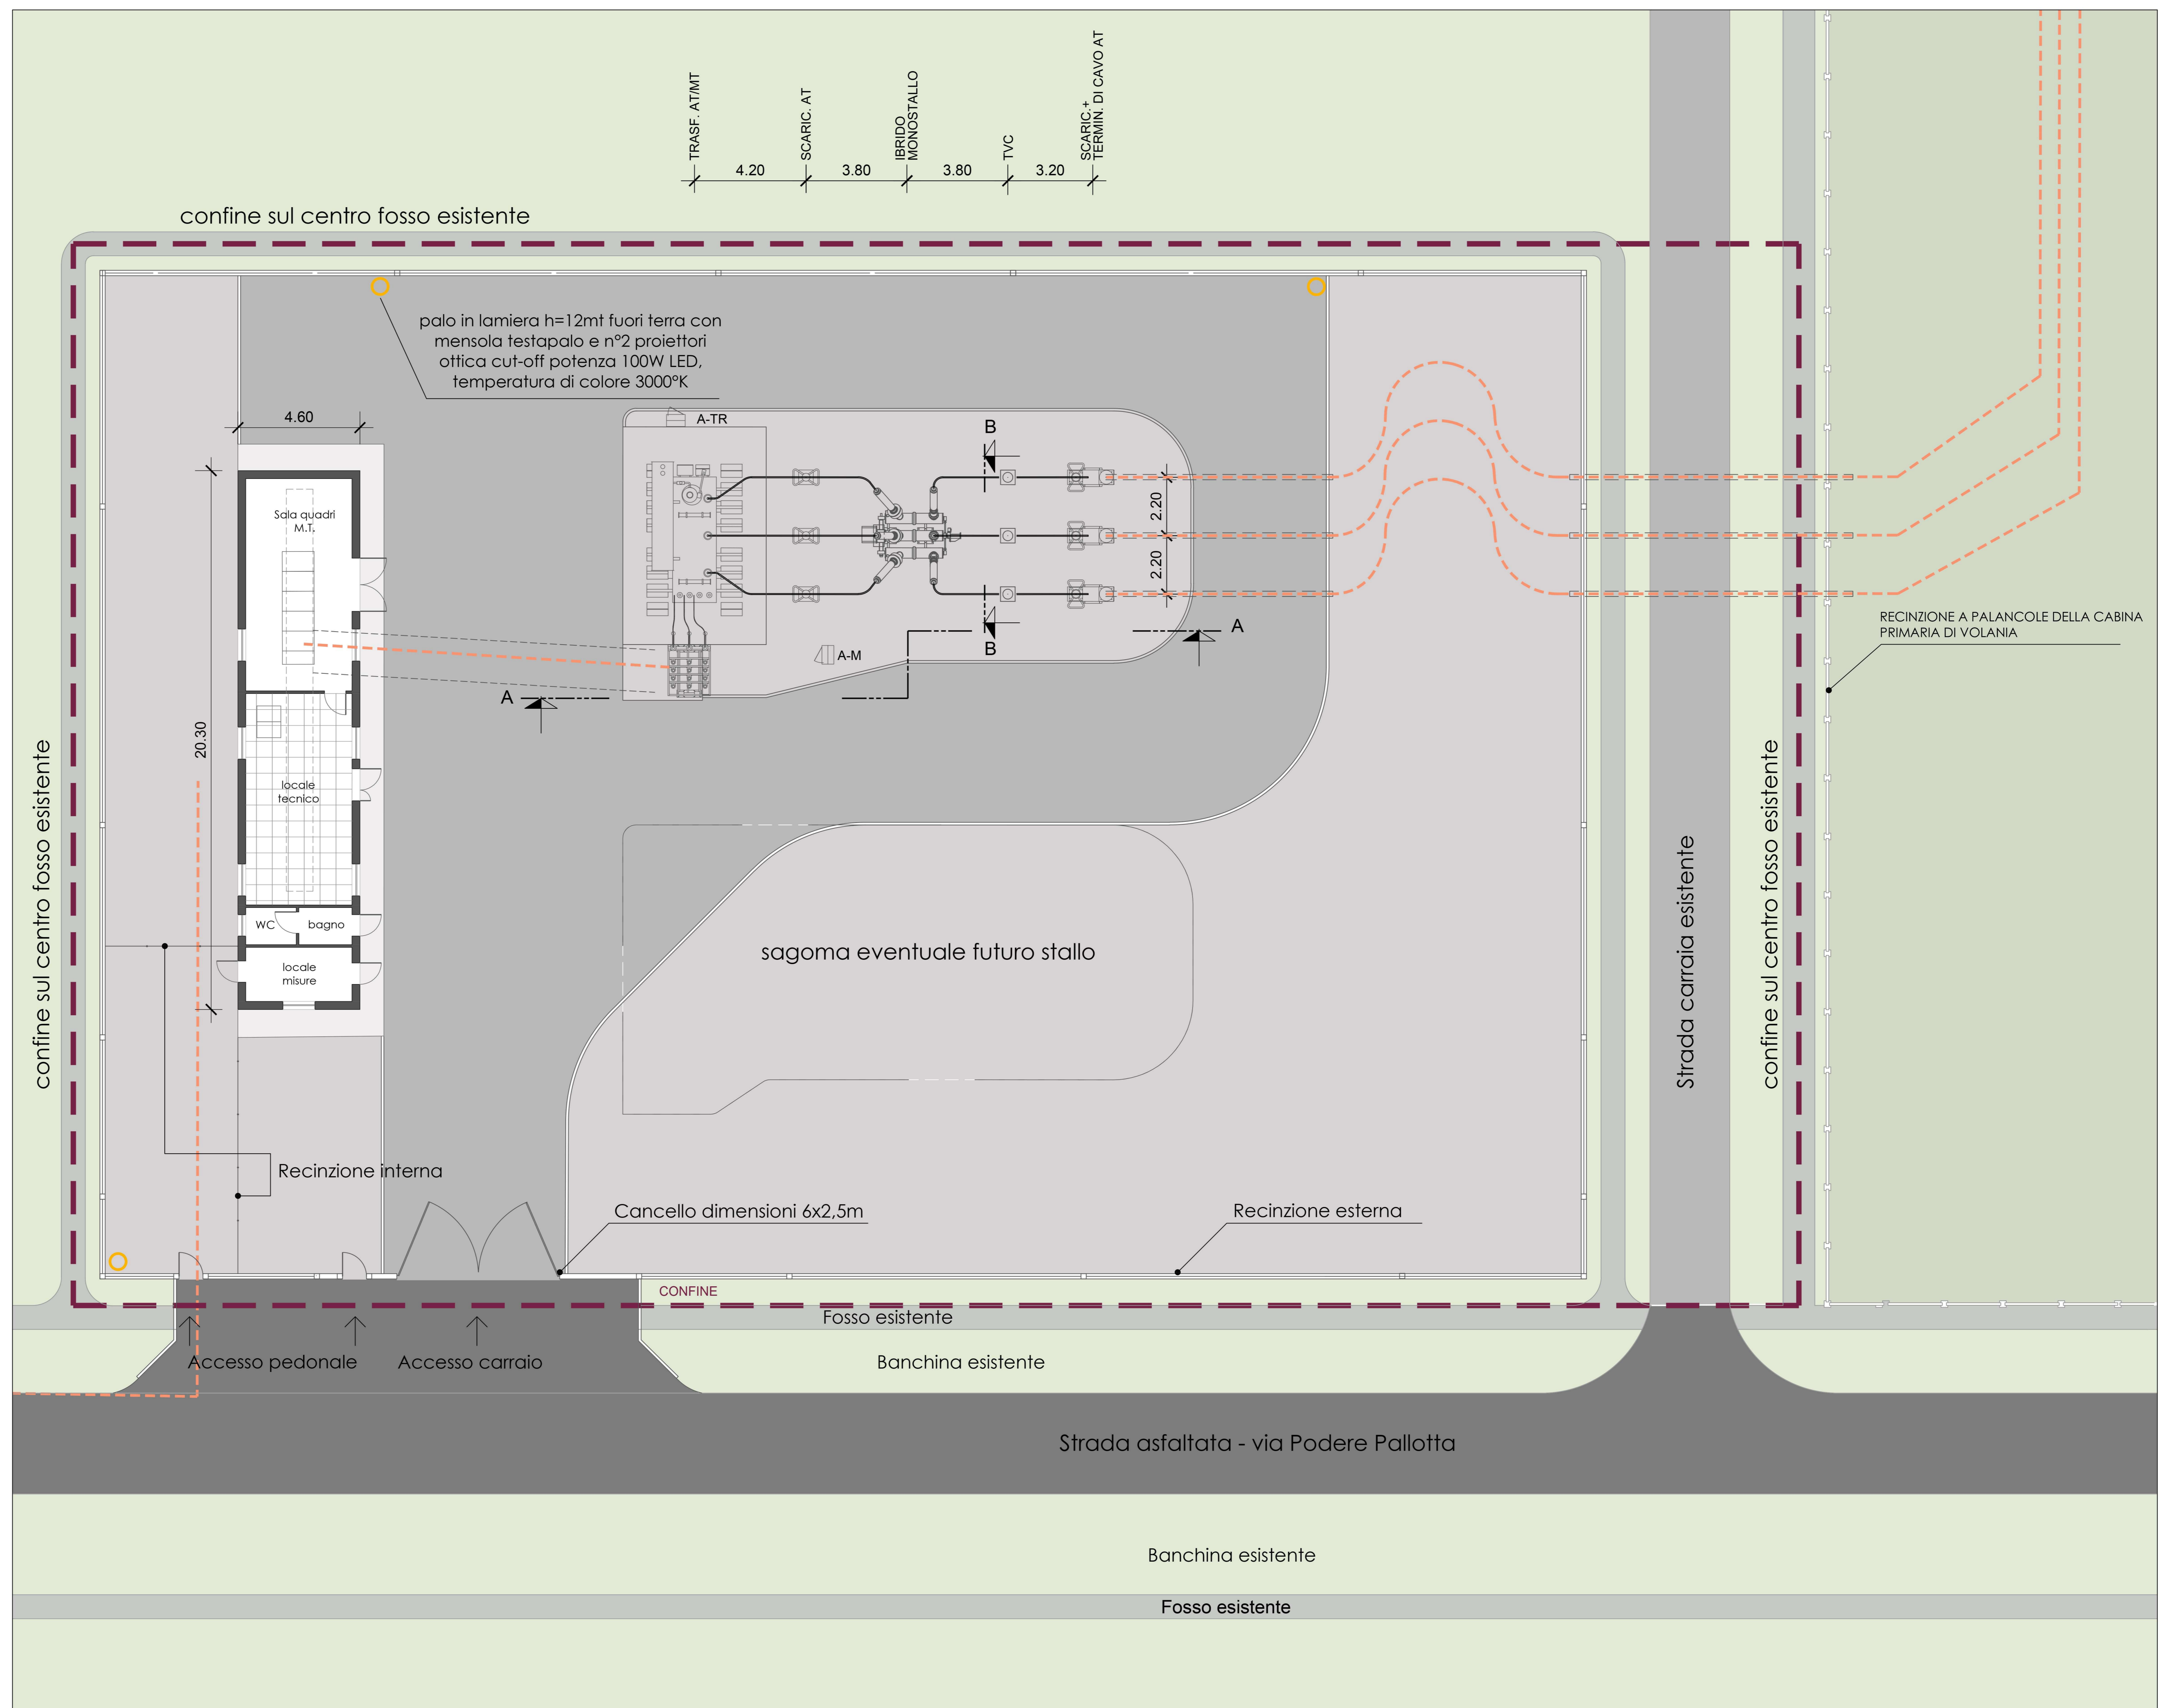 TRASF. AT/MT
SCARIC. AT
IBRIDO
MONOSTALLO
TVC
SCARIC.+
TERMIN. DI CAVO AT
4.20
3.80
3.80
3.20
confine sul centro fosso esistente
palo in lamiera h=12mt fuori terra con
mensola testapalo e n°2 proiettori
ottica cut-off potenza 100W LED,
temperatura di colore 3000°K
4.60
A-TR
B
Sala quadri
M.T.
2.20
2.20
RECINZIONE A PALANCOLE DELLA CABINA
PRIMARIA DI VOLANIA
A
B
A-M
A
20.30
confine sul centro fosso esistente
locale
tecnico
Strada carraia esistente
confine sul centro fosso esistente
WC
bagno
sagoma eventuale futuro stallo
locale
misure
Recinzione interna
Cancello dimensioni 6x2,5m
Recinzione esterna
CONFINE
Fosso esistente
Accesso pedonale
Accesso carraio
Banchina esistente
Strada asfaltata - via Podere Pallotta
Banchina esistente
Fosso esistente